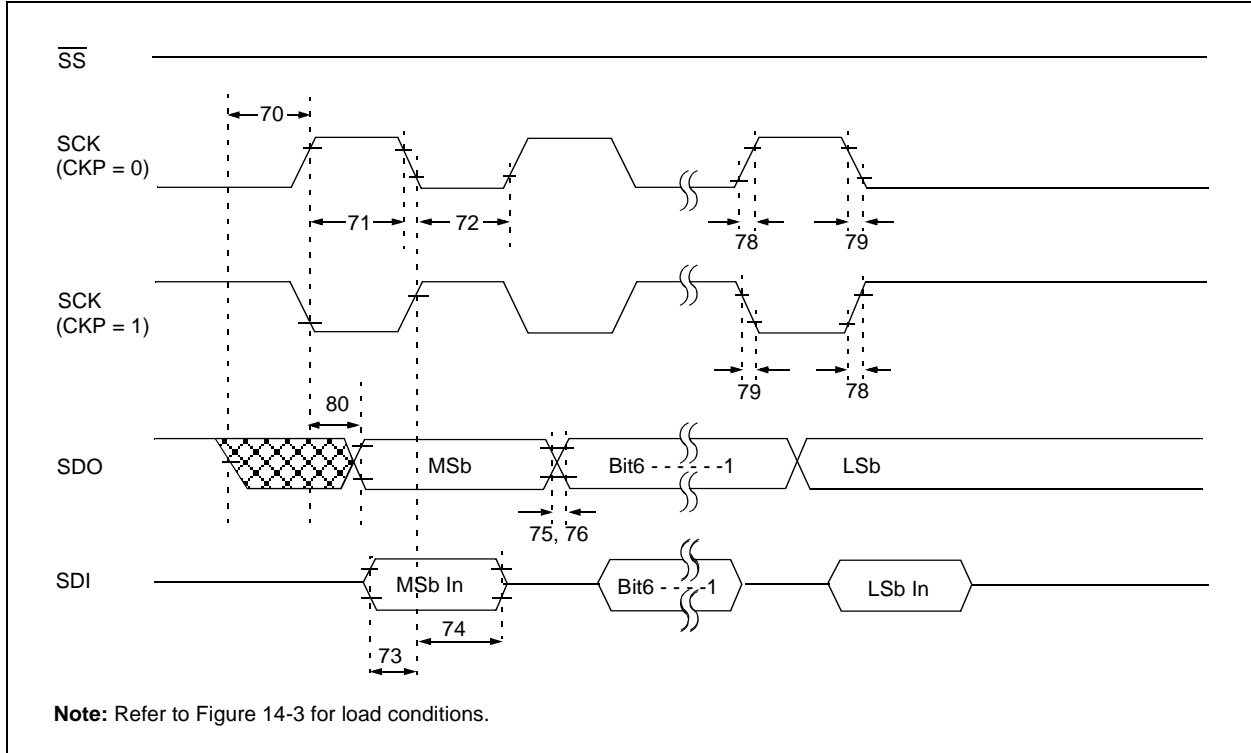 SS
70
SCK
(CKP = 0)
71
72
78
79
SCK
(CKP = 1)
79
78
80
SDO
MSb
Bit6 - - - - - - -1
LSb
75, 76
SDI
MSb In
Bit6 - - - - -1
LSb In
74
73
Note: Refer to Figure 14-3 for load conditions.